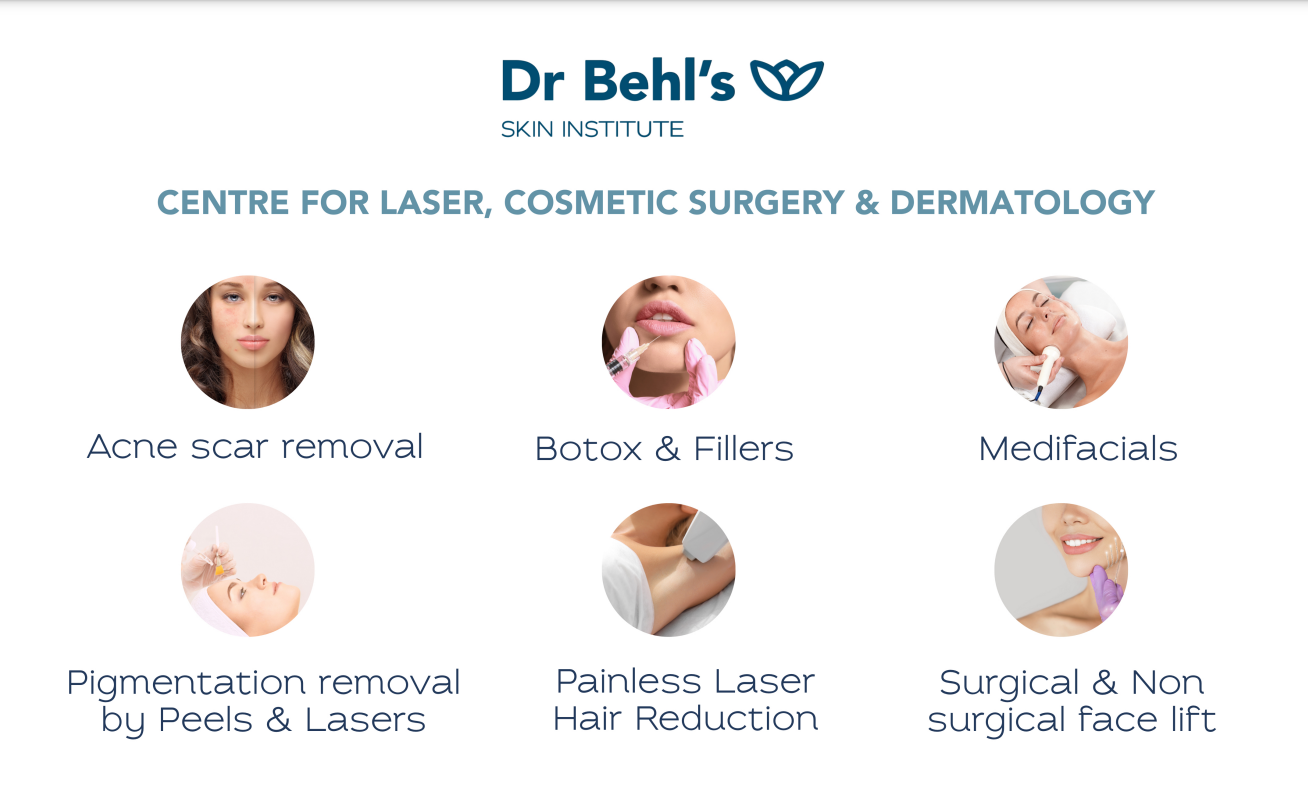 Dr Behl's
SKIN INSTITUTE
CENTRE FOR LASER, COSMETIC SURGERY & DERMATOLOGY
Acne scar removal
Botox & Fillers
Medifacials
Pigmentation removal
by Peels & Lasers
Painless Laser
Hair Reduction
Surgical & Non
surgical face lift